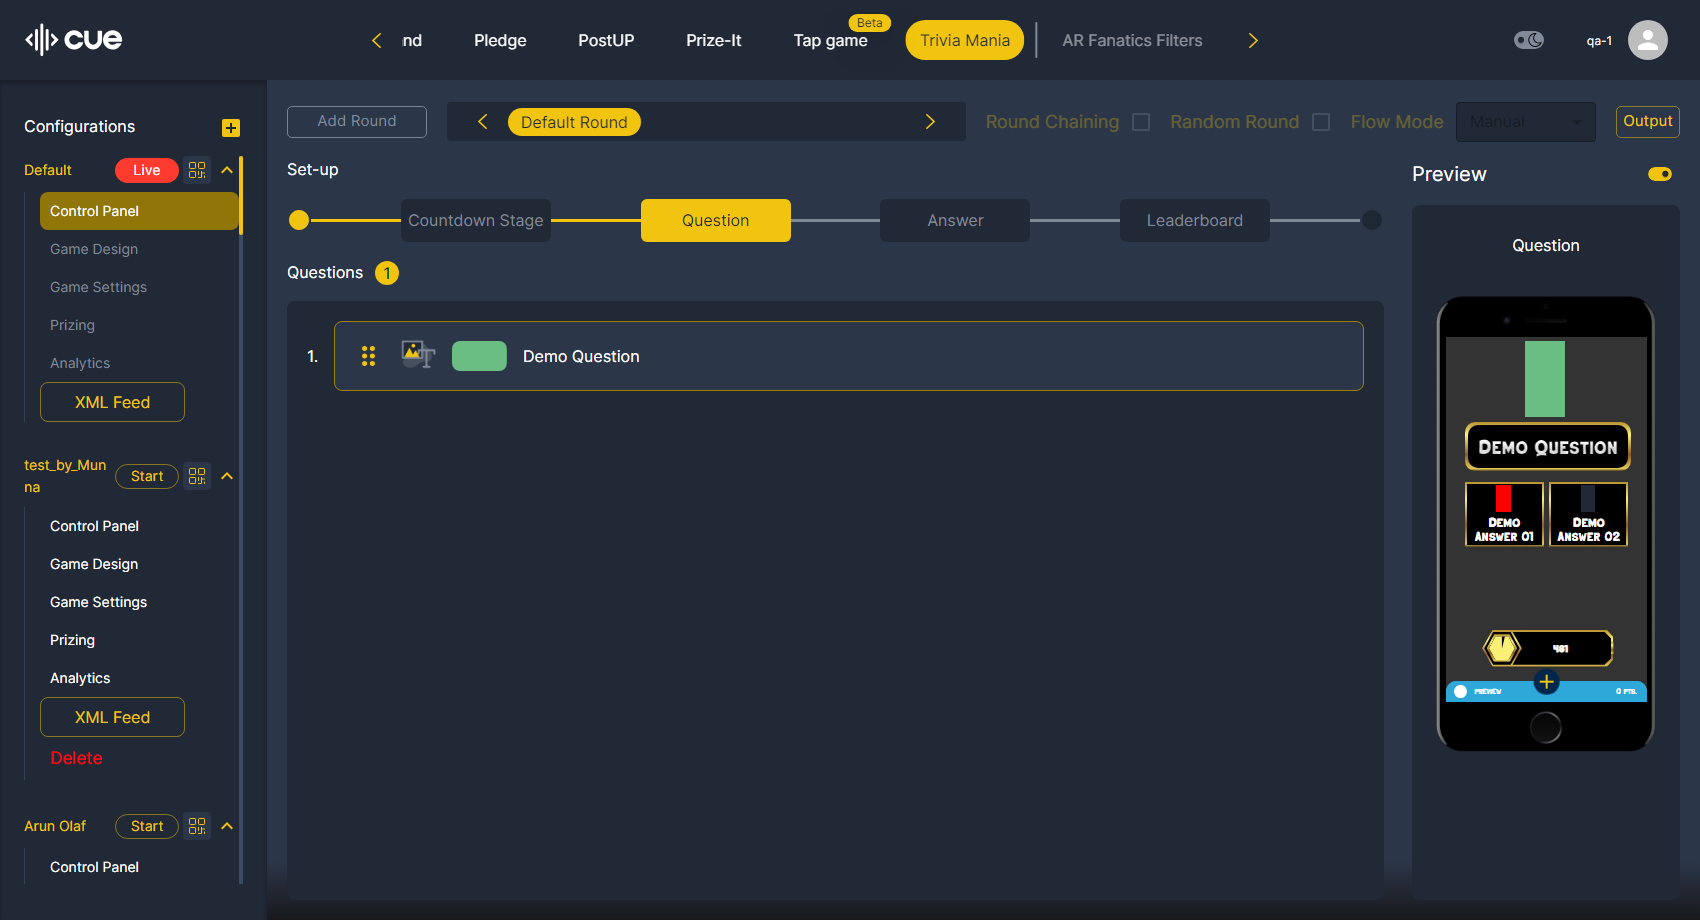 cue
nd
Pledge
PostUP
Prize-It
Tap game
Beta
Trivia Mania
AR Fanatics Filters
qa-1
Configurations
Default
Live
Control Panel
Game Design
Game Settings
Prizing
Analytics
XML Feed
test_by_Mun
na
Start
Control Panel
Game Design
Game Settings
Prizing
Analytics
XML Feed
Delete
Arun Olaf
Start
Control Panel
Add Round
Default Round
Round Chaining
Random Round
Flow Mode
Manual
Output
Set-up
Countdown Stage
Question
Answer
Leaderboard
Questions
1
1.
Demo Question
Preview
Question
Demo Question
Demo
Answer 01
Demo
Answer 02
461
PREVIEW
0 PTS.